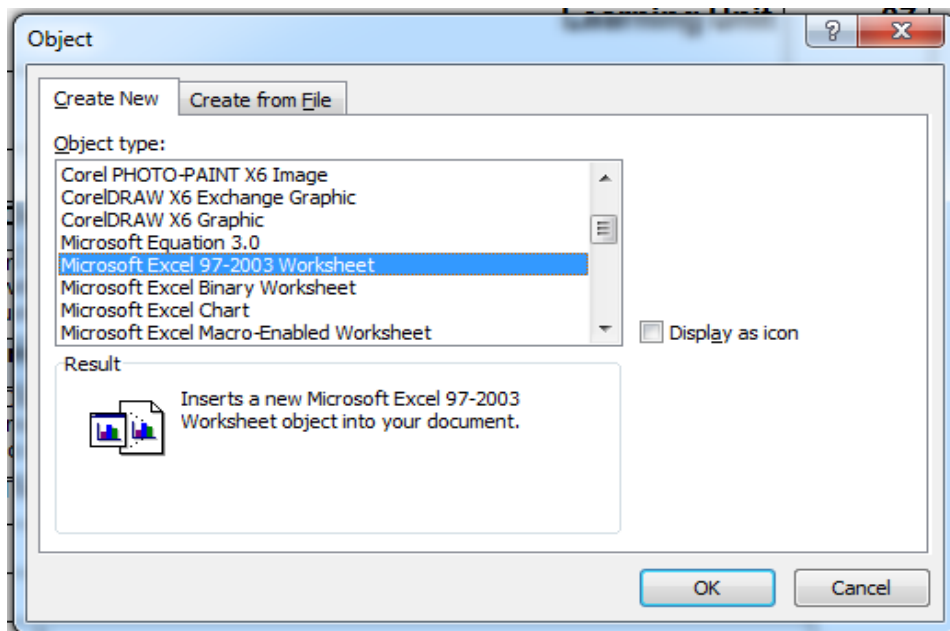 Learning Unit 07
Object
Create New
Create from File
Object type:
Corel PHOTO-PAINT X6 Image
CorelDRAW X6 Exchange Graphic
CorelDRAW X6 Graphic
Microsoft Equation 3.0
Microsoft Excel 97-2003 Worksheet
Microsoft Excel Binary Worksheet
Microsoft Excel Chart
Microsoft Excel Macro-Enabled Worksheet
Display as icon
Result
Inserts a new Microsoft Excel 97-2003
Worksheet object into your document.
OK
Cancel